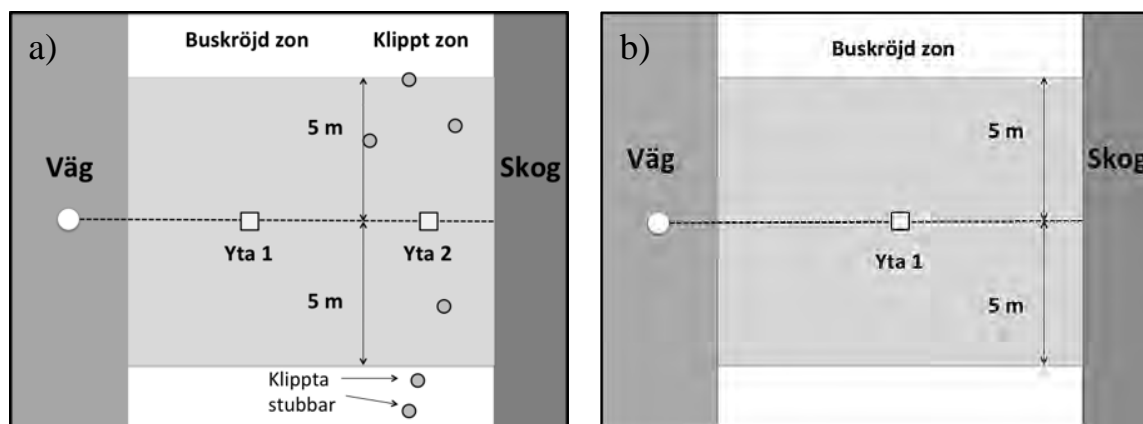 a)
Buskröjd zon
Klippt zon
5 m
Väg
Skog
Yta 1
Yta 2
5 m
Klippta
stubbar
b)
Buskröjd zon
5 m
Väg
Skog
Yta 1
5 m